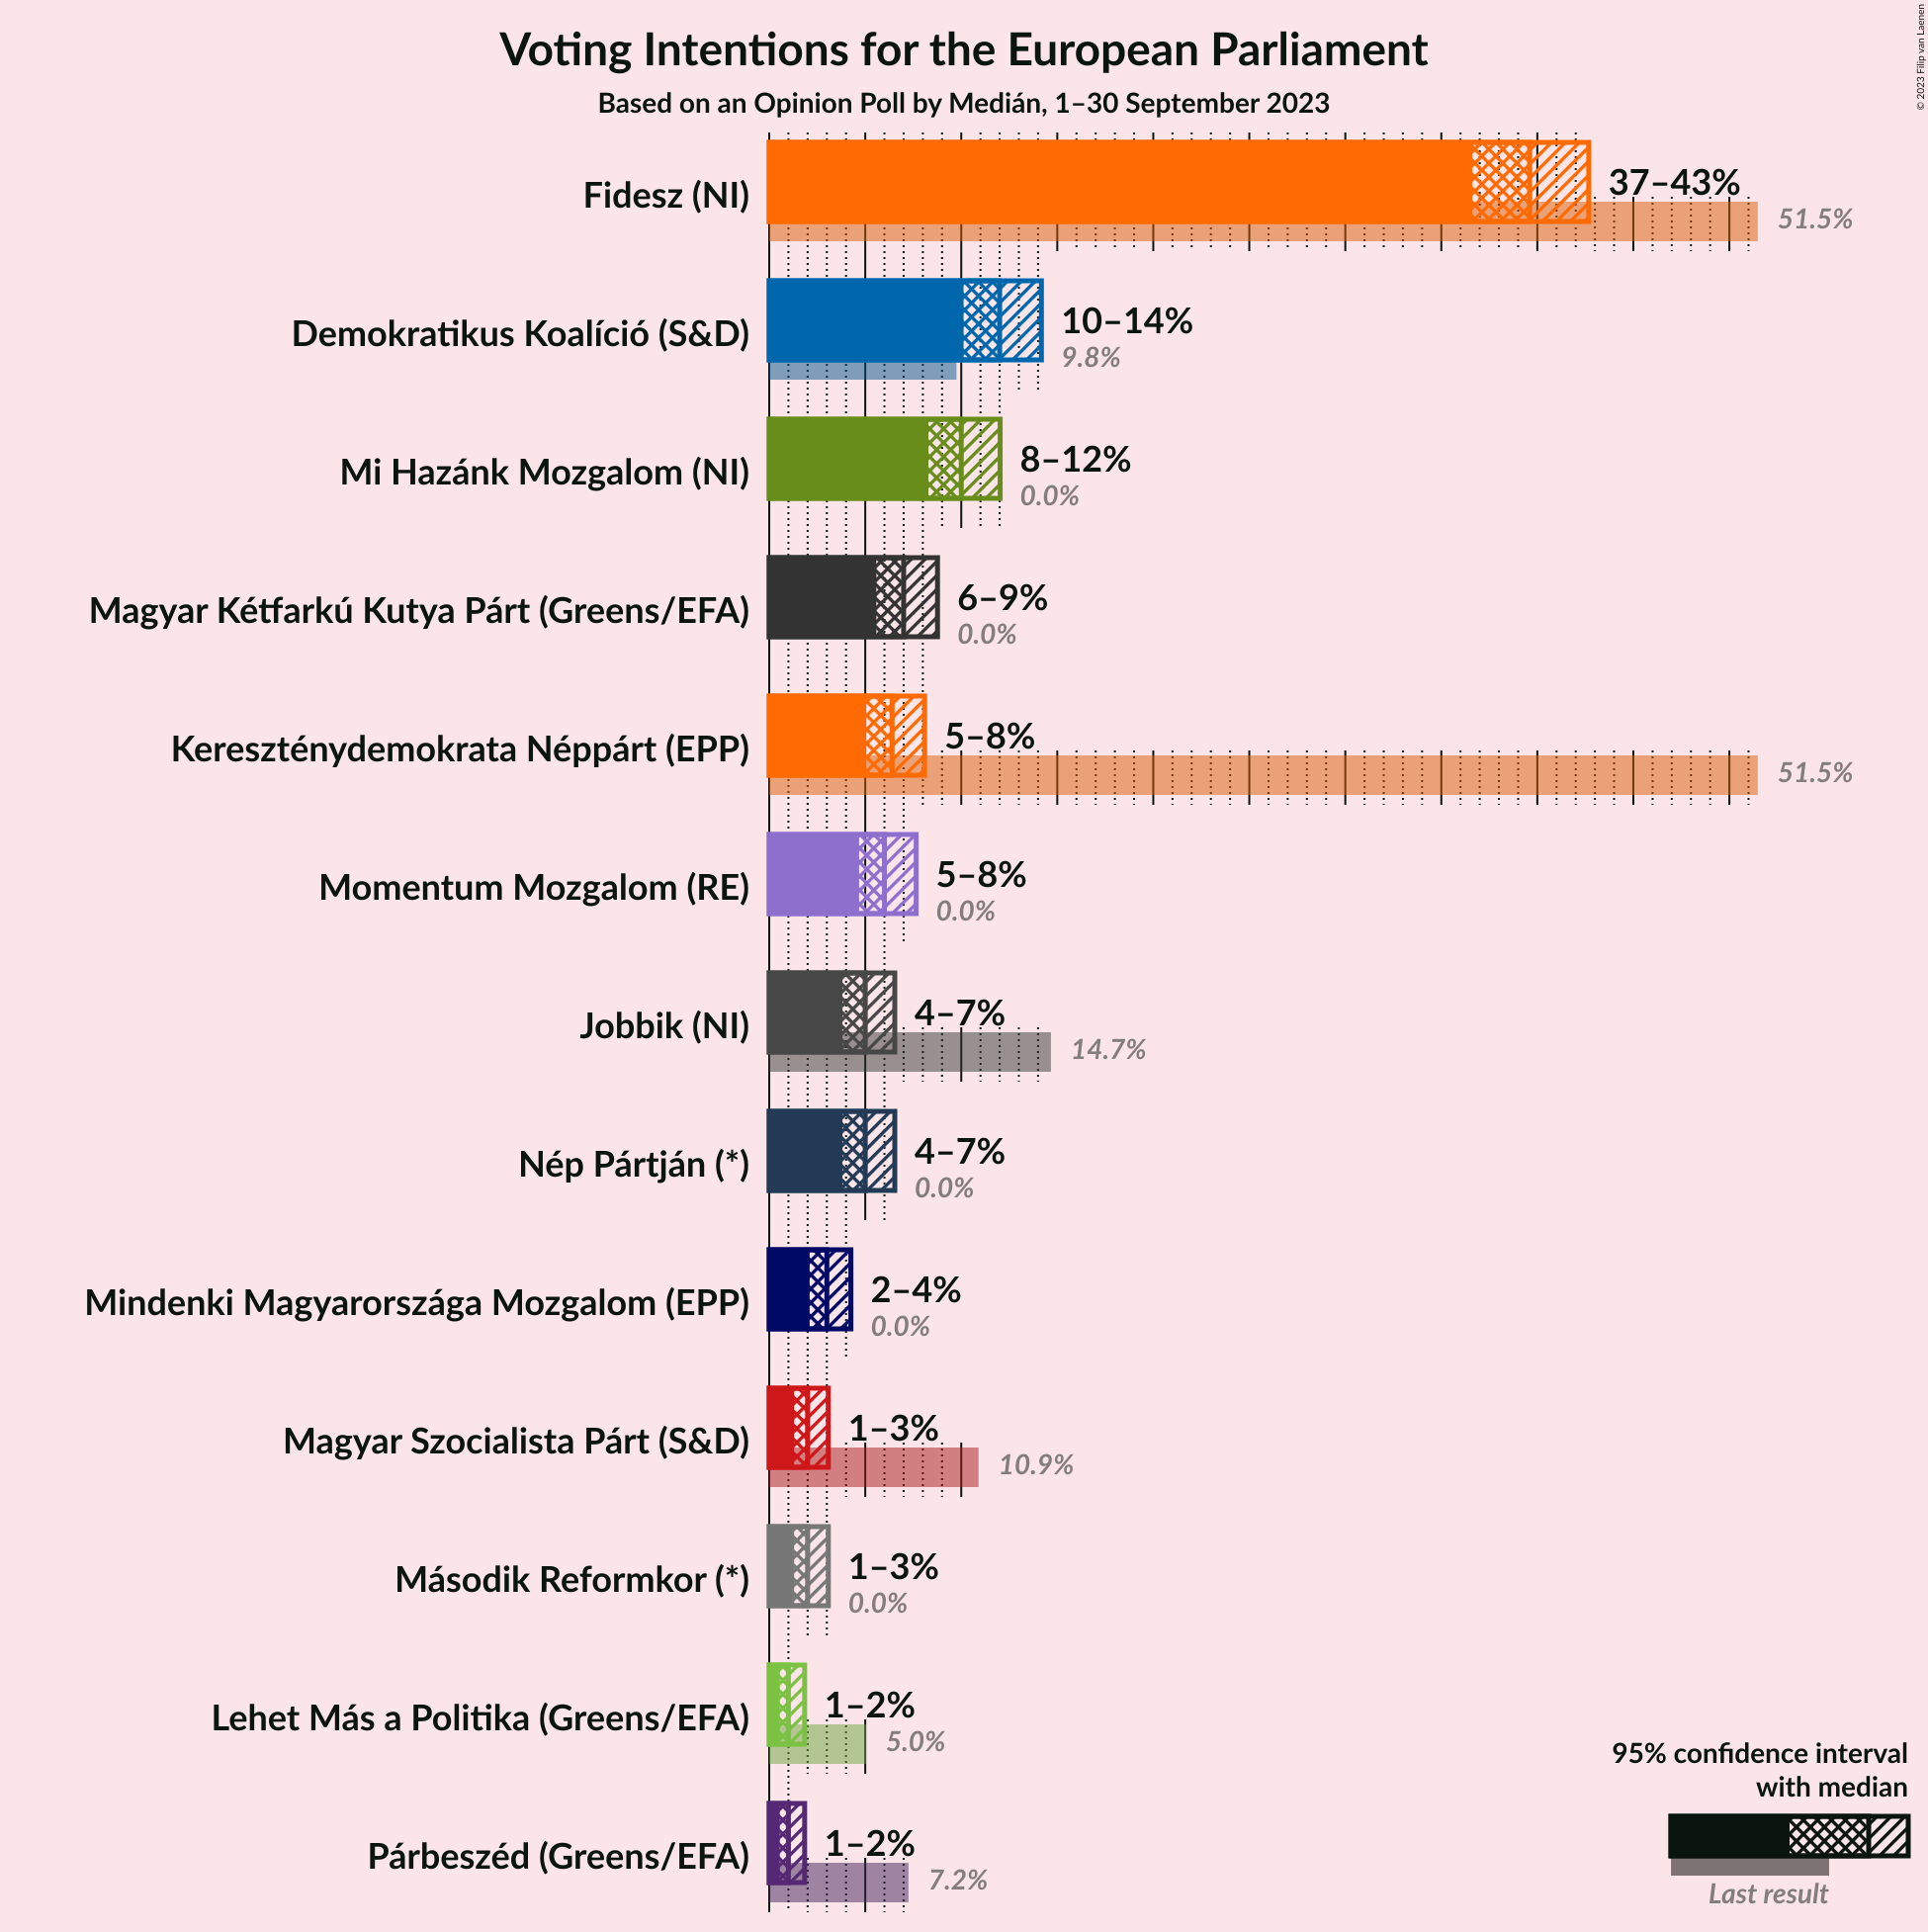 Voting Intentions for the European Parliament
Based on an Opinion Poll by Medián, 1–30 September 2023
© 2023 Filip van Laenen
Fidesz (NI)
37–43%
51.5%
Demokratikus Koalíció (S&D)
10–14%
9.8%
Mi Hazánk Mozgalom (NI)
8–12%
0.0%
Magyar Kétfarkú Kutya Párt (Greens/EFA)
6–9%
0.0%
Kereszténydemokrata Néppárt (EPP)
5–8%
51.5%
Momentum Mozgalom (RE)
5–8%
0.0%
Jobbik (NI)
4–7%
14.7%
Nép Pártján (*)
4–7%
0.0%
Mindenki Magyarországa Mozgalom (EPP)
2–4%
0.0%
Magyar Szocialista Párt (S&D)
1–3%
10.9%
Második Reformkor (*)
1–3%
0.0%
Lehet Más a Politika (Greens/EFA)
1–2%
5.0%
Párbeszéd (Greens/EFA)
1–2%
7.2%
95% confidence interval
with median
Last result